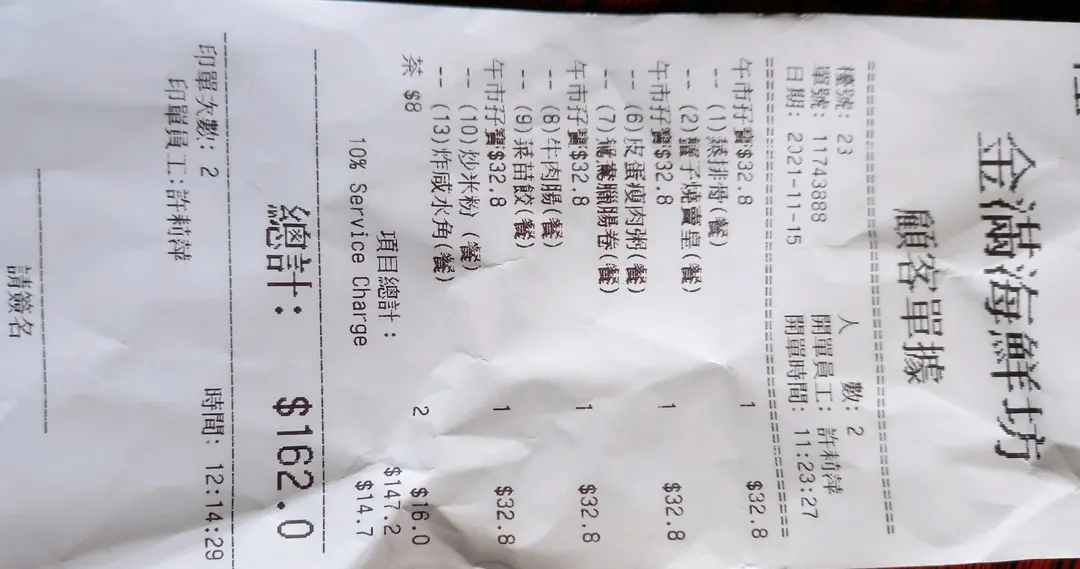 金滿海鮮坊
顧客單據
================================
檯號: 23 人 數: 2
單號: 11743889 開單員工: 許莉萍
日期: 2021-11-15 開單時間: 11:23:27
================================
午市孖寶$32.8 1 $32.8
-- (1)蒸排骨(餐)
-- (2)蟹子燒賣皇(餐)
午市孖寶$32.8 1 $32.8
-- (6)皮蛋瘦肉粥(餐)
-- (7)鴛鴦臘腸卷(餐)
午市孖寶$32.8 1 $32.8
-- (8)牛肉腸(餐)
-- (9)菜苗餃(餐)
午市孖寶$32.8 1 $32.8
-- (10)炒米粉(餐)
-- (13)炸咸水角(餐)
茶 $8 2 $16.0
項目總計: $147.2
10% Service Charge $14.7
總計: $162.0
印單次數: 2 時間: 12:14:29
印單員工:許莉萍
請簽名